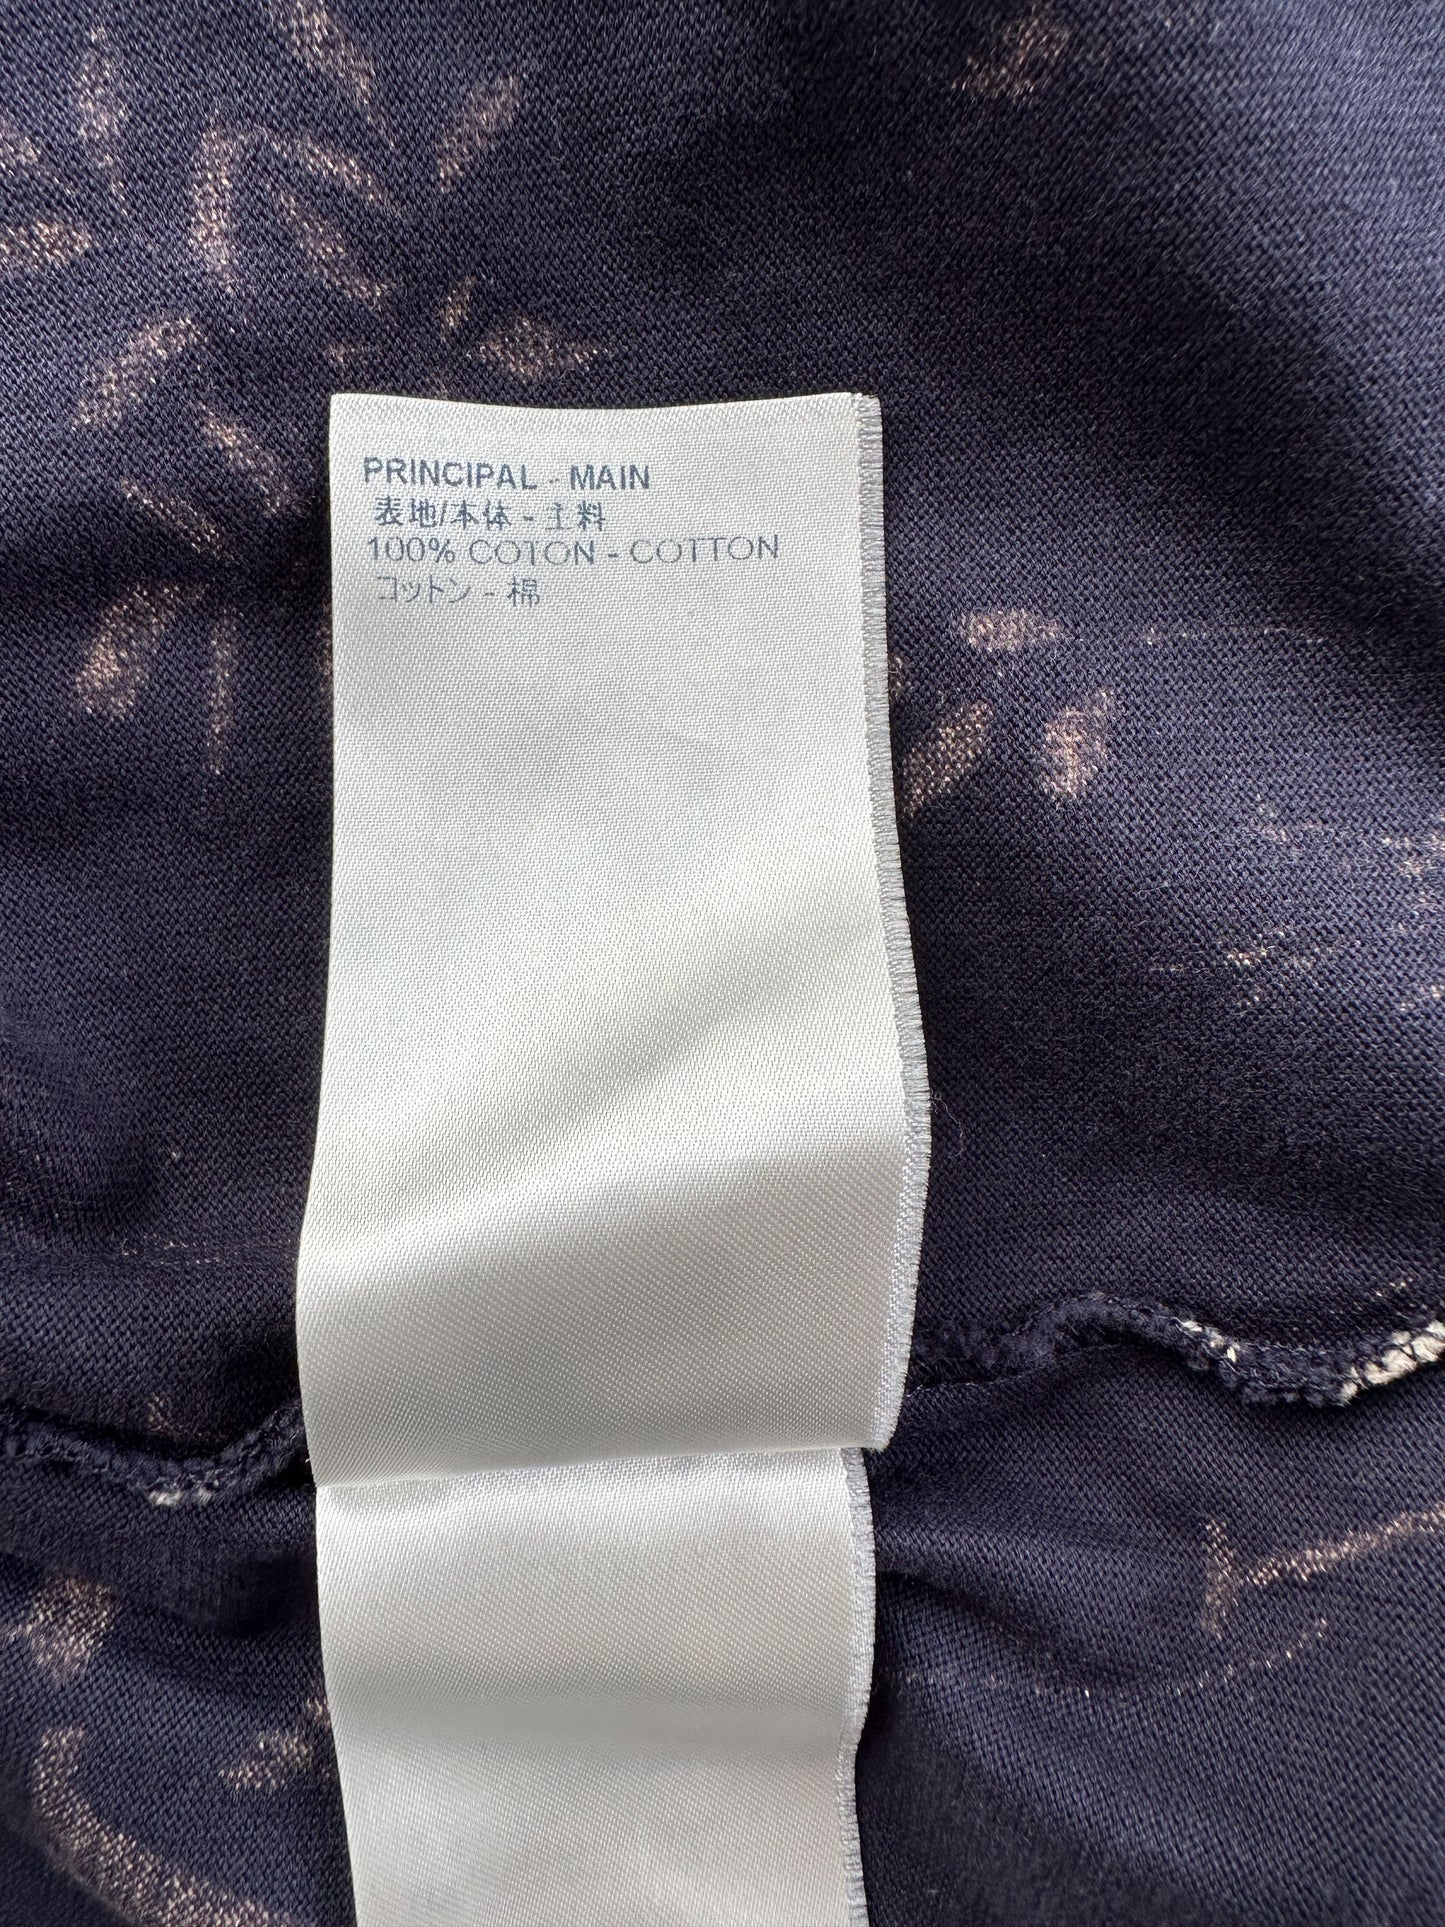 PRINCIPAL - MAIN
表地/本体 - 主料
100% COTON - COTTON
コットン - 棉